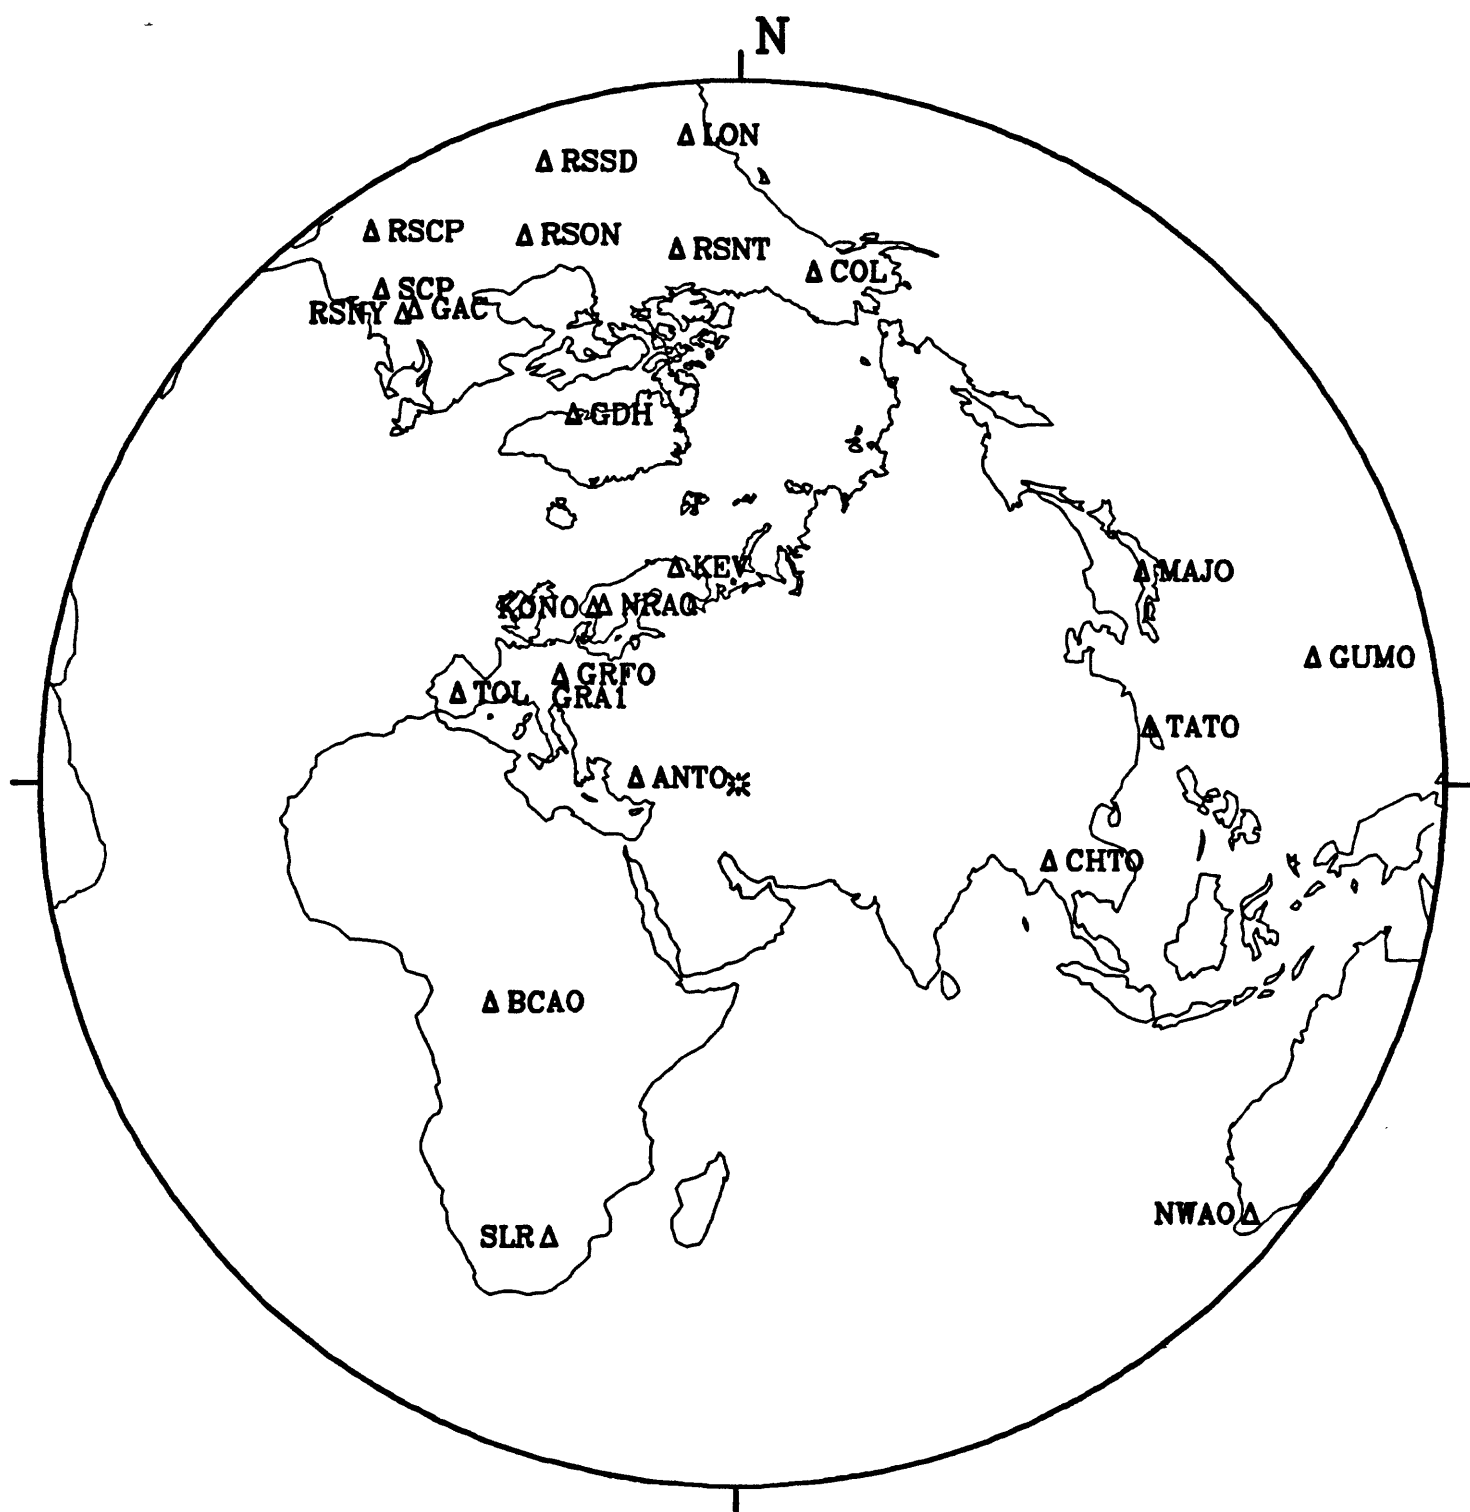 N
LON
RSSD
RSCP
RSON
RSNT
COL
SCP
RSNY
GAC
GDH
KEV
MAJO
KONO
NRAO
GUMO
GRFO
TOL
GRA1
TATO
ANTO
CHTO
BCAO
NWAO
SLR